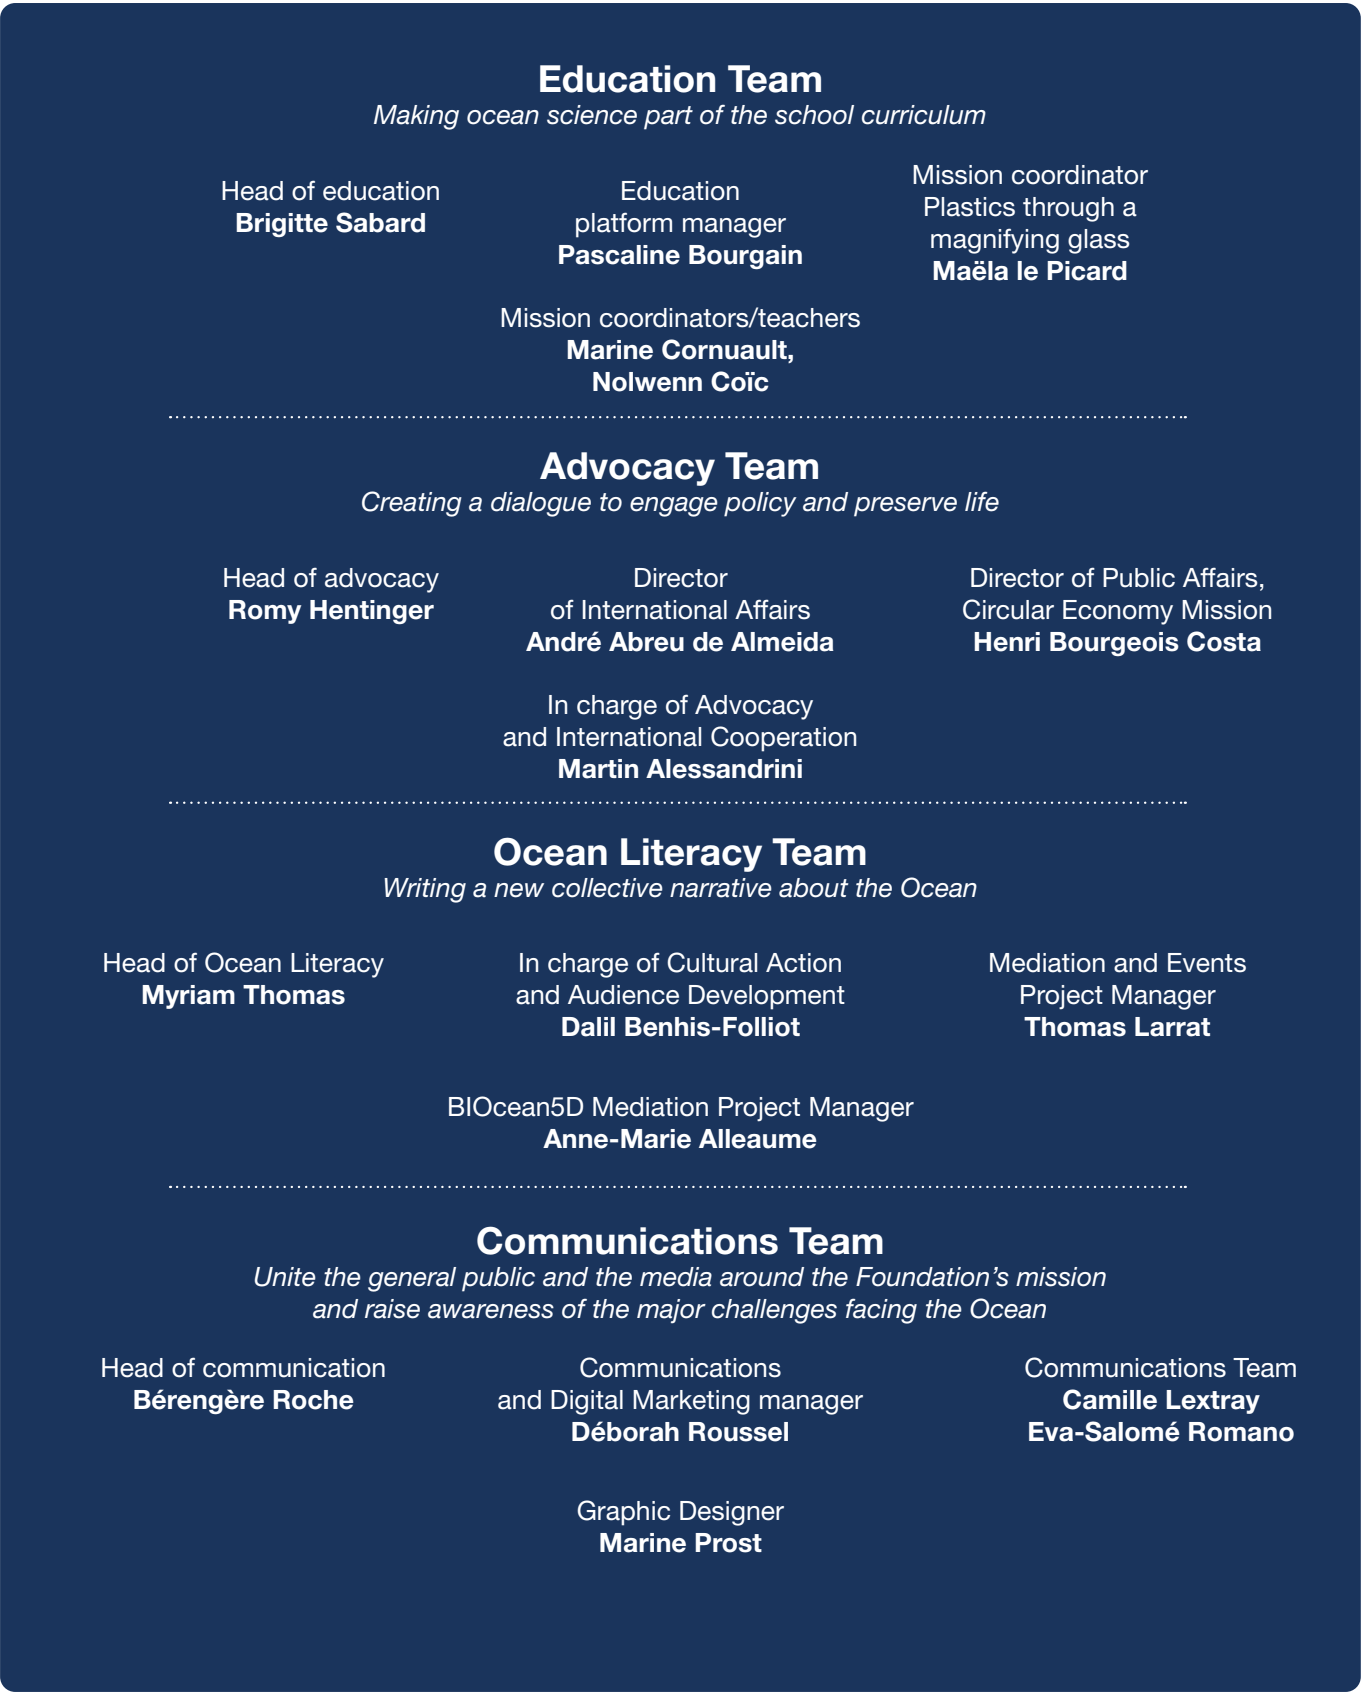 Education Team
Making ocean science part of the school curriculum
Head of education
Brigitte Sabard
Education
platform manager
Pascaline Bourgain
Mission coordinator
Plastics through a
magnifying glass
Maëla le Picard
Mission coordinators/teachers
Marine Cornuault,
Nolwenn Coïc
Advocacy Team
Creating a dialogue to engage policy and preserve life
Head of advocacy
Romy Hentinger
Director
of International Affairs
André Abreu de Almeida
Director of Public Affairs,
Circular Economy Mission
Henri Bourgeois Costa
In charge of Advocacy
and International Cooperation
Martin Alessandrini
Ocean Literacy Team
Writing a new collective narrative about the Ocean
Head of Ocean Literacy
Myriam Thomas
In charge of Cultural Action
and Audience Development
Dalil Benhis-Folliot
Mediation and Events
Project Manager
Thomas Larrat
BIOcean5D Mediation Project Manager
Anne-Marie Alleaume
Communications Team
Unite the general public and the media around the Foundation’s mission
and raise awareness of the major challenges facing the Ocean
Head of communication
Bérengère Roche
Communications
and Digital Marketing manager
Déborah Roussel
Communications Team
Camille Lextray
Eva-Salomé Romano
Graphic Designer
Marine Prost